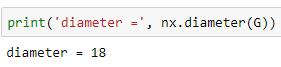 print('diameter =', nx.diameter(G))
diameter = 18